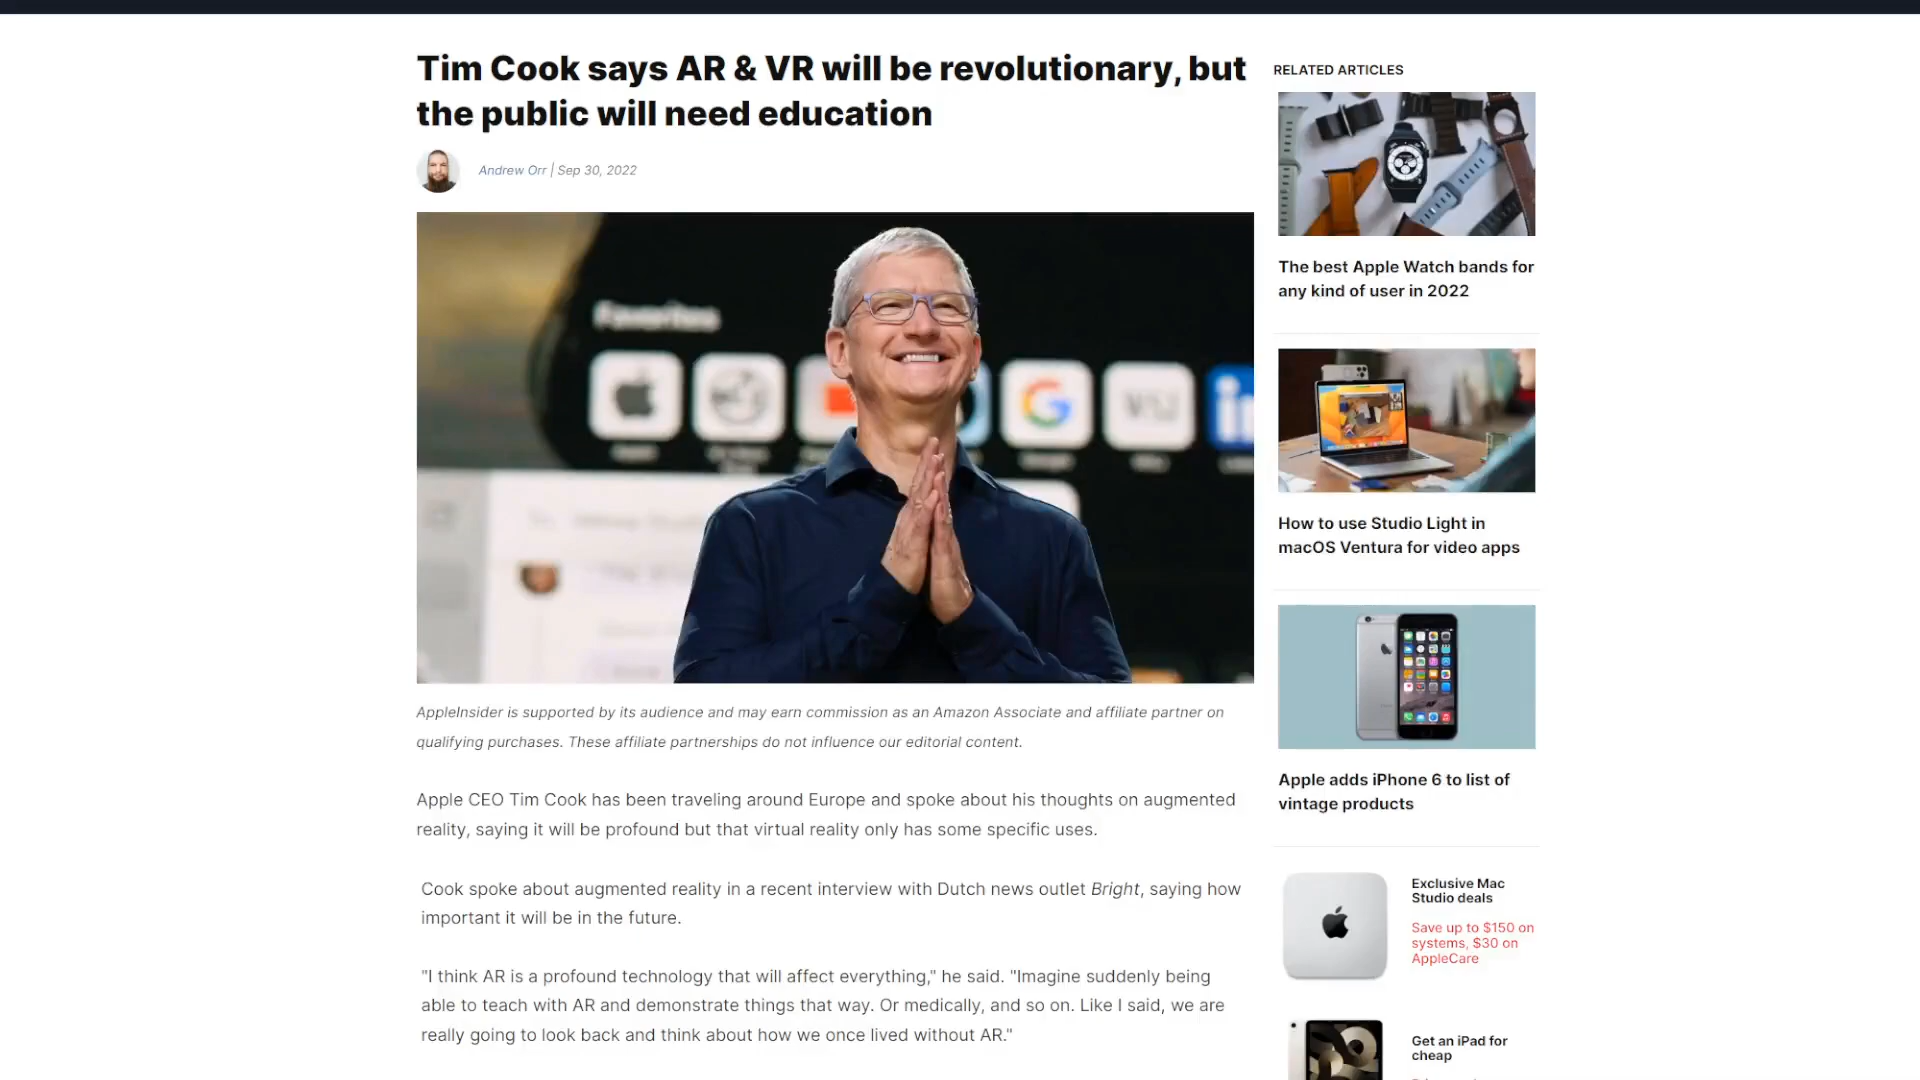 Tim Cook says AR & VR will be revolutionary, but
the public will need education
Andrew Orr | Sep 30, 2022
Favorites
AppleInsider is supported by its audience and may earn commission as an Amazon Associate and affiliate partner on
qualifying purchases. These affiliate partnerships do not influence our editorial content.
Apple CEO Tim Cook has been traveling around Europe and spoke about his thoughts on augmented
reality, saying it will be profound but that virtual reality only has some specific uses.
Cook spoke about augmented reality in a recent interview with Dutch news outlet Bright, saying how
important it will be in the future.
"I think AR is a profound technology that will affect everything," he said. "Imagine suddenly being
able to teach with AR and demonstrate things that way. Or medically, and so on. Like I said, we are
really going to look back and think about how we once lived without AR."
RELATED ARTICLES
The best Apple Watch bands for
any kind of user in 2022
How to use Studio Light in
macOS Ventura for video apps
Apple adds iPhone 6 to list of
vintage products
Exclusive Mac
Studio deals
Save up to $150 on
systems, $30 on
AppleCare
Get an iPad for
cheap